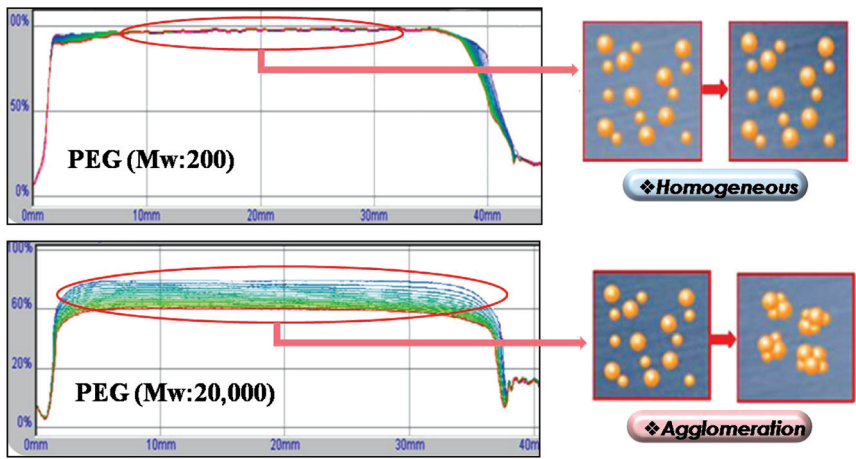 00%
50%
0%
PEG (Mw:200)
0mm 10mm 20mm 30mm 40mm
❖Homogeneous
100%
60%
20%
0%
PEG (Mw:20,000)
0mm 10mm 20mm 30mm 40m
❖Agglomeration